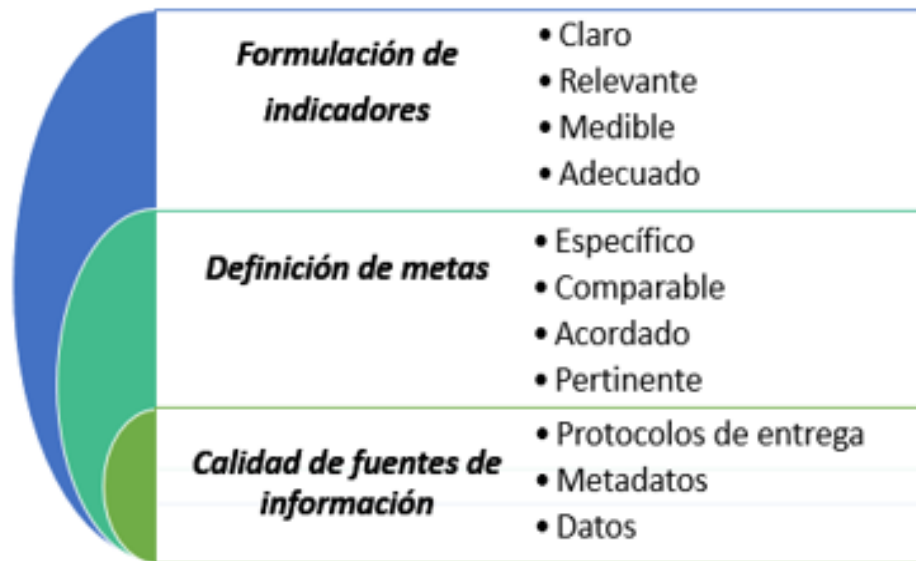 Formulación de
indicadores
• Claro
• Relevante
• Medible
• Adecuado
Definición de metas
• Específico
• Comparable
• Acordado
• Pertinente
Calidad de fuentes de
información
• Protocolos de entrega
• Metadatos
• Datos